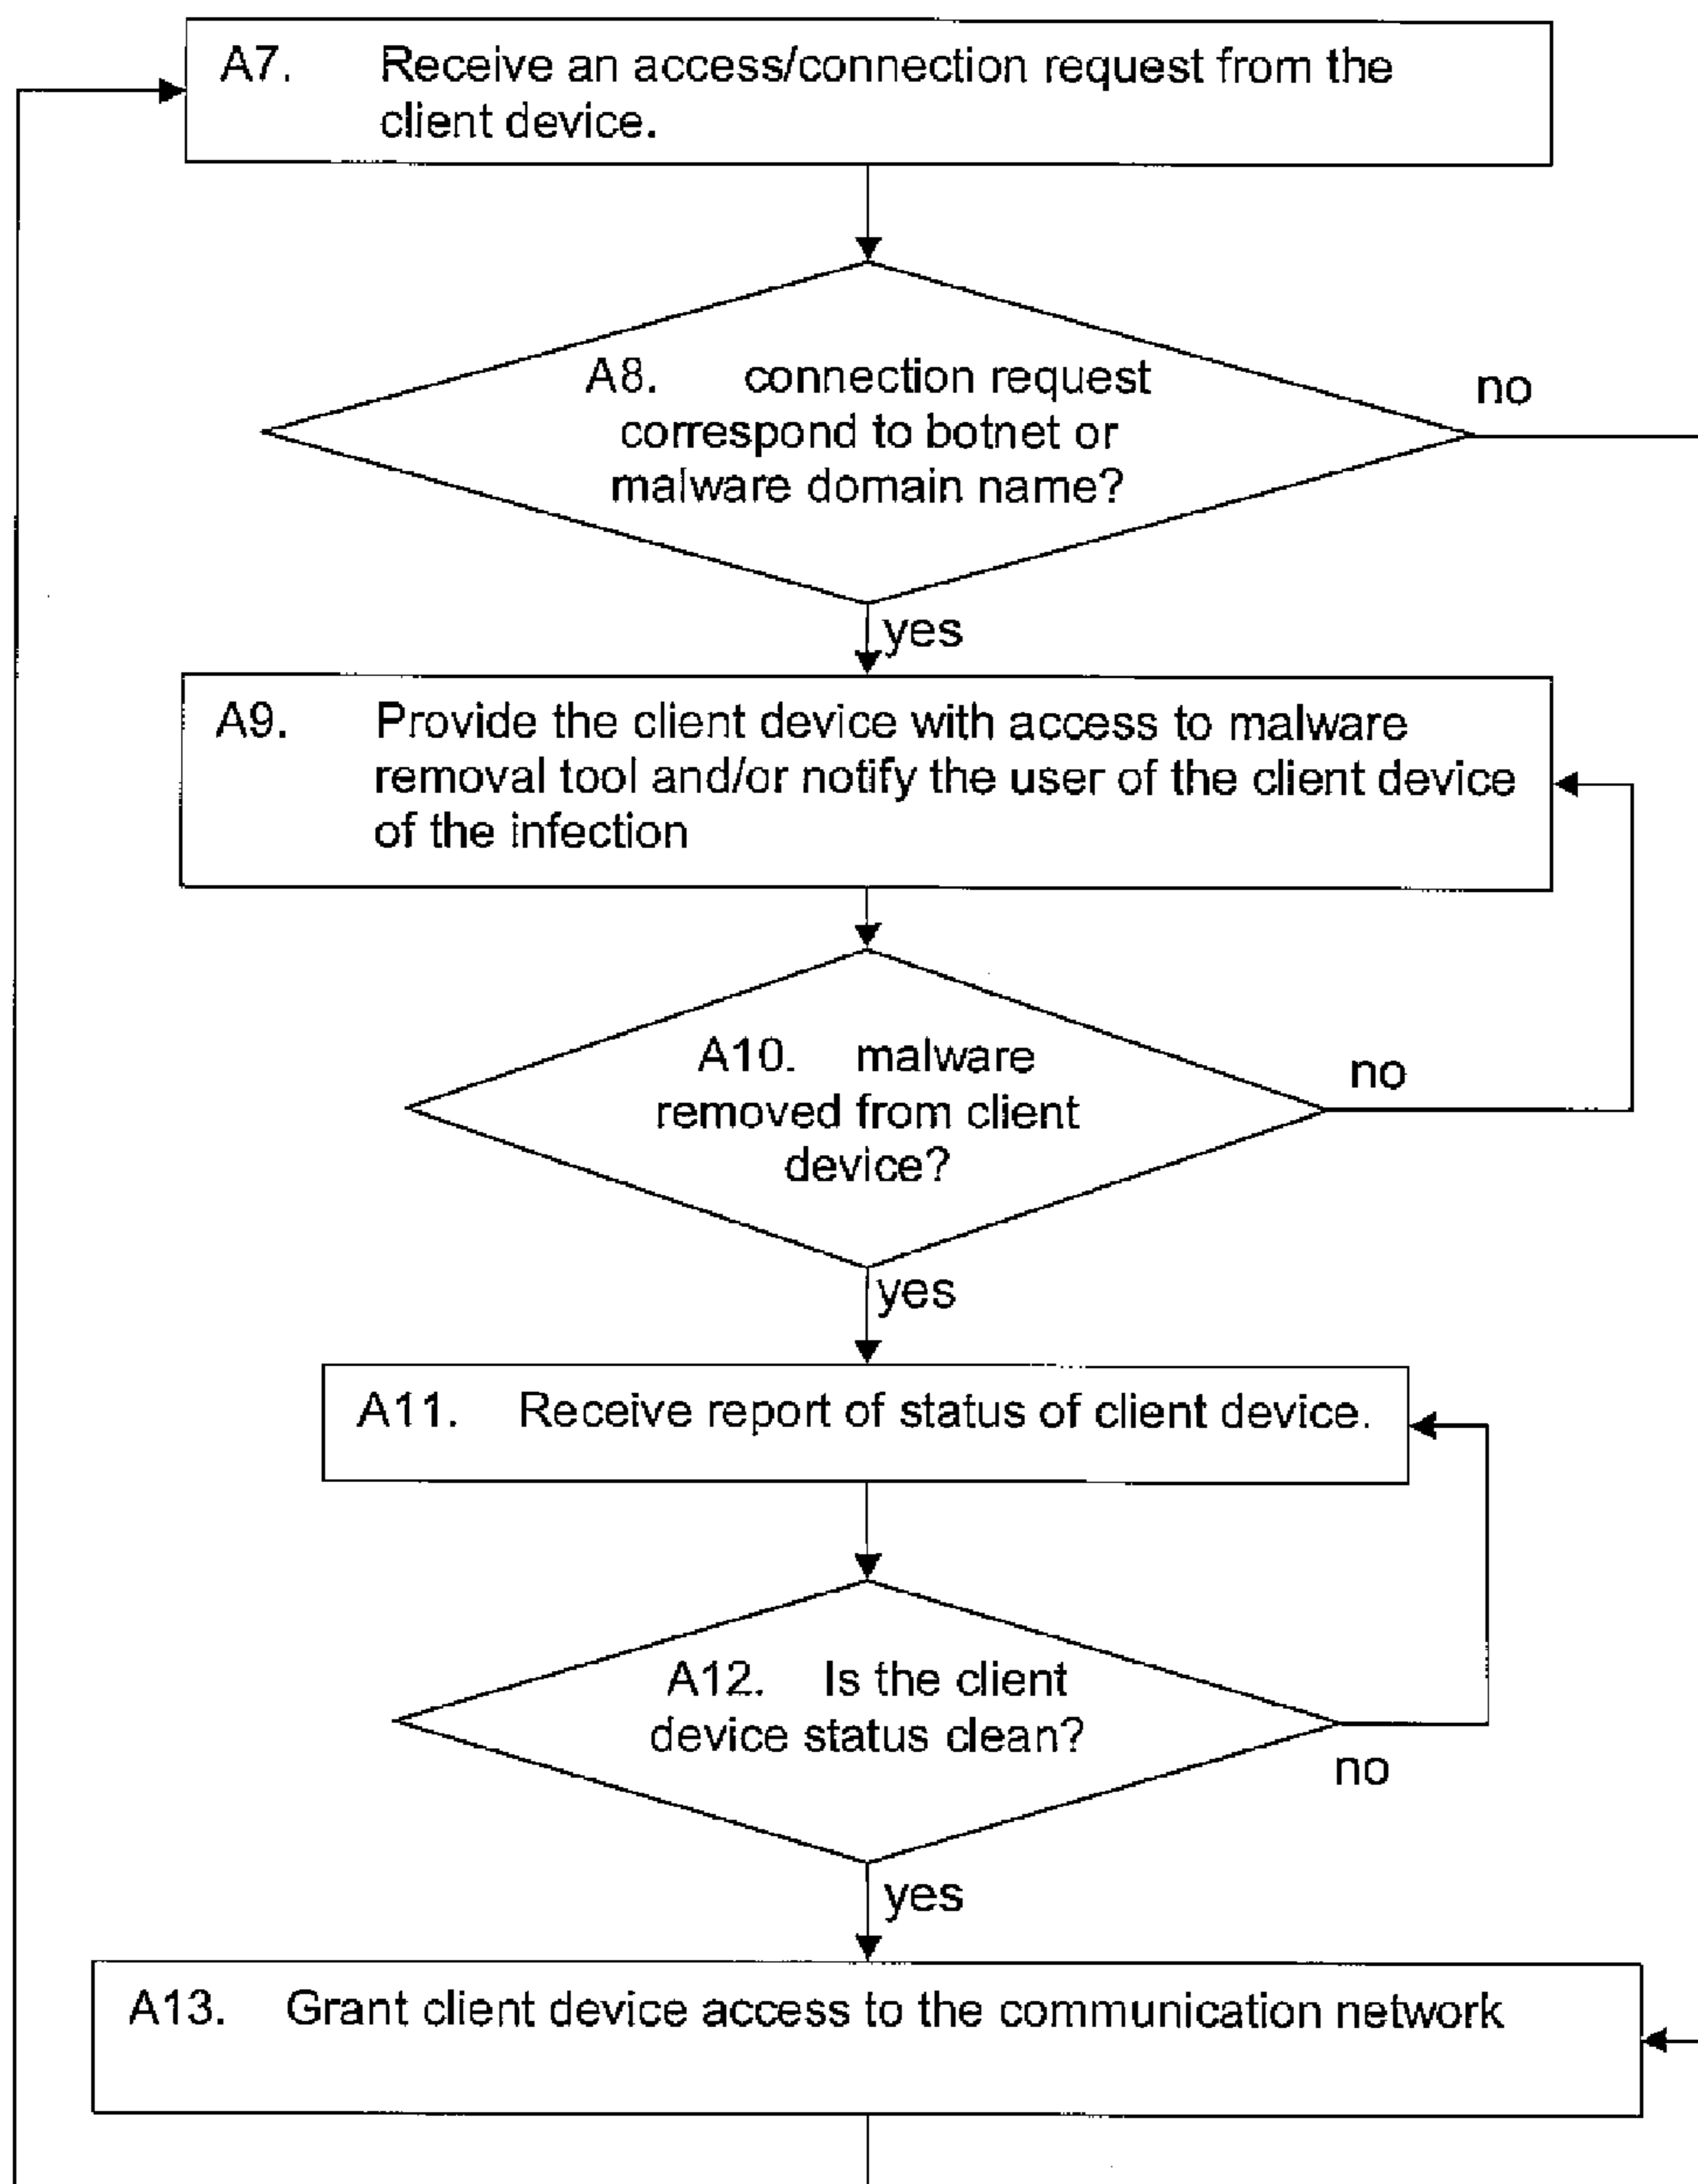 A7. Receive an access/connection request from the
client device.
A8. connection request
correspond to botnet or
malware domain name?
no
yes
A9. Provide the client device with access to malware
removal tool and/or notify the user of the client device
of the infection
A10. malware
removed from client
device?
no
yes
A11. Receive report of status of client device.
A12. Is the client
device status clean?
no
yes
A13. Grant client device access to the communication network